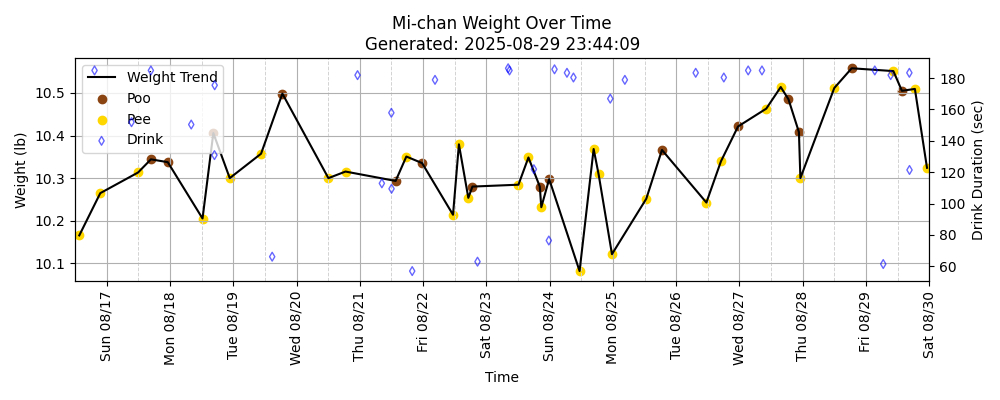 Mi-chan Weight Over Time
Generated: 2025-08-29 23:44:09
Weight Trend
Poo
Pee
Drink
Weight (lb)
10.5
10.4
10.3
10.2
10.1
Drink Duration (sec)
180
160
140
120
100
80
60
Sun 08/17
Mon 08/18
Tue 08/19
Wed 08/20
Thu 08/21
Fri 08/22
Sat 08/23
Sun 08/24
Mon 08/25
Tue 08/26
Wed 08/27
Thu 08/28
Fri 08/29
Sat 08/30
Time